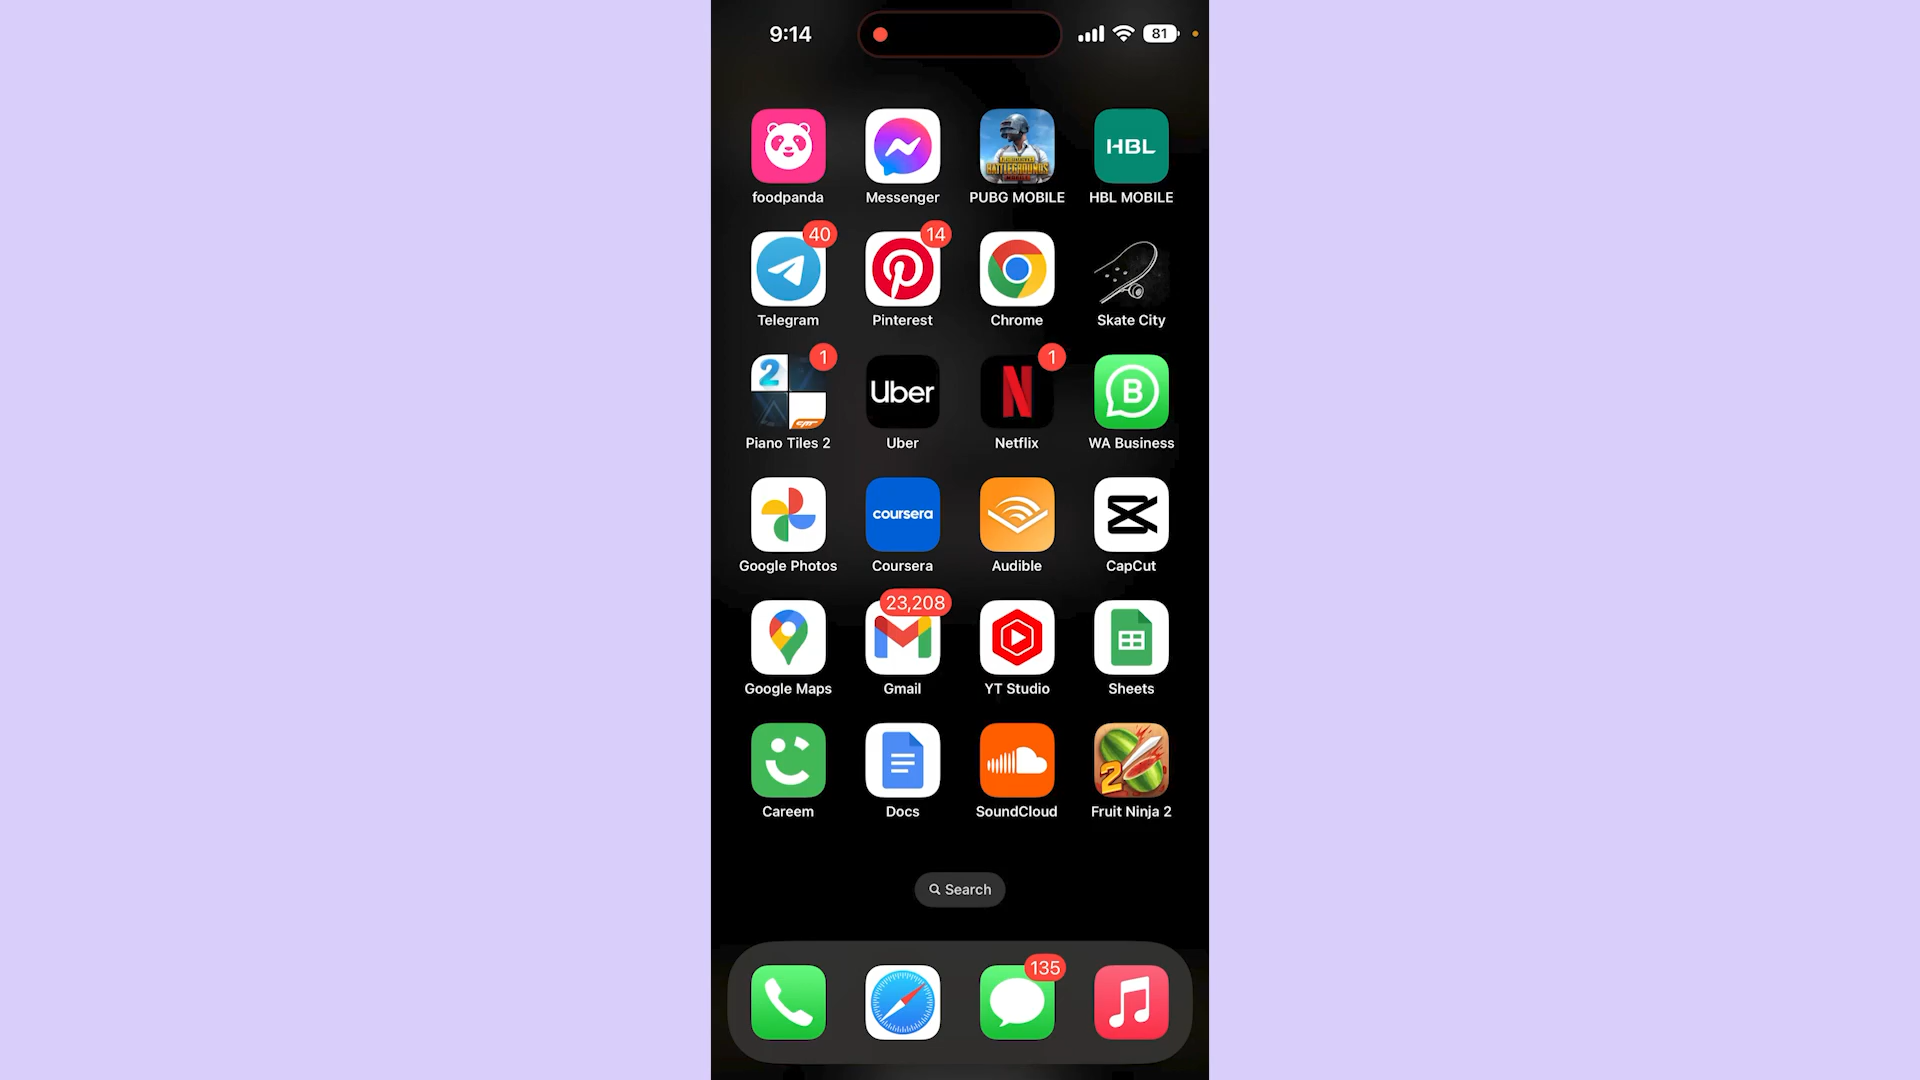 9:14
81
HBL
foodpanda
Messenger
PUBG MOBILE
HBL MOBILE
40
14
Telegram
Pinterest
Chrome
Skate City
2
1
Uber
N
1
B
Piano Tiles 2
Uber
Netflix
WA Business
coursera
Google Photos
Coursera
Audible
CapCut
23,208
Google Maps
Gmail
YT Studio
Sheets
2
Careem
Docs
SoundCloud
Fruit Ninja 2
Search
135